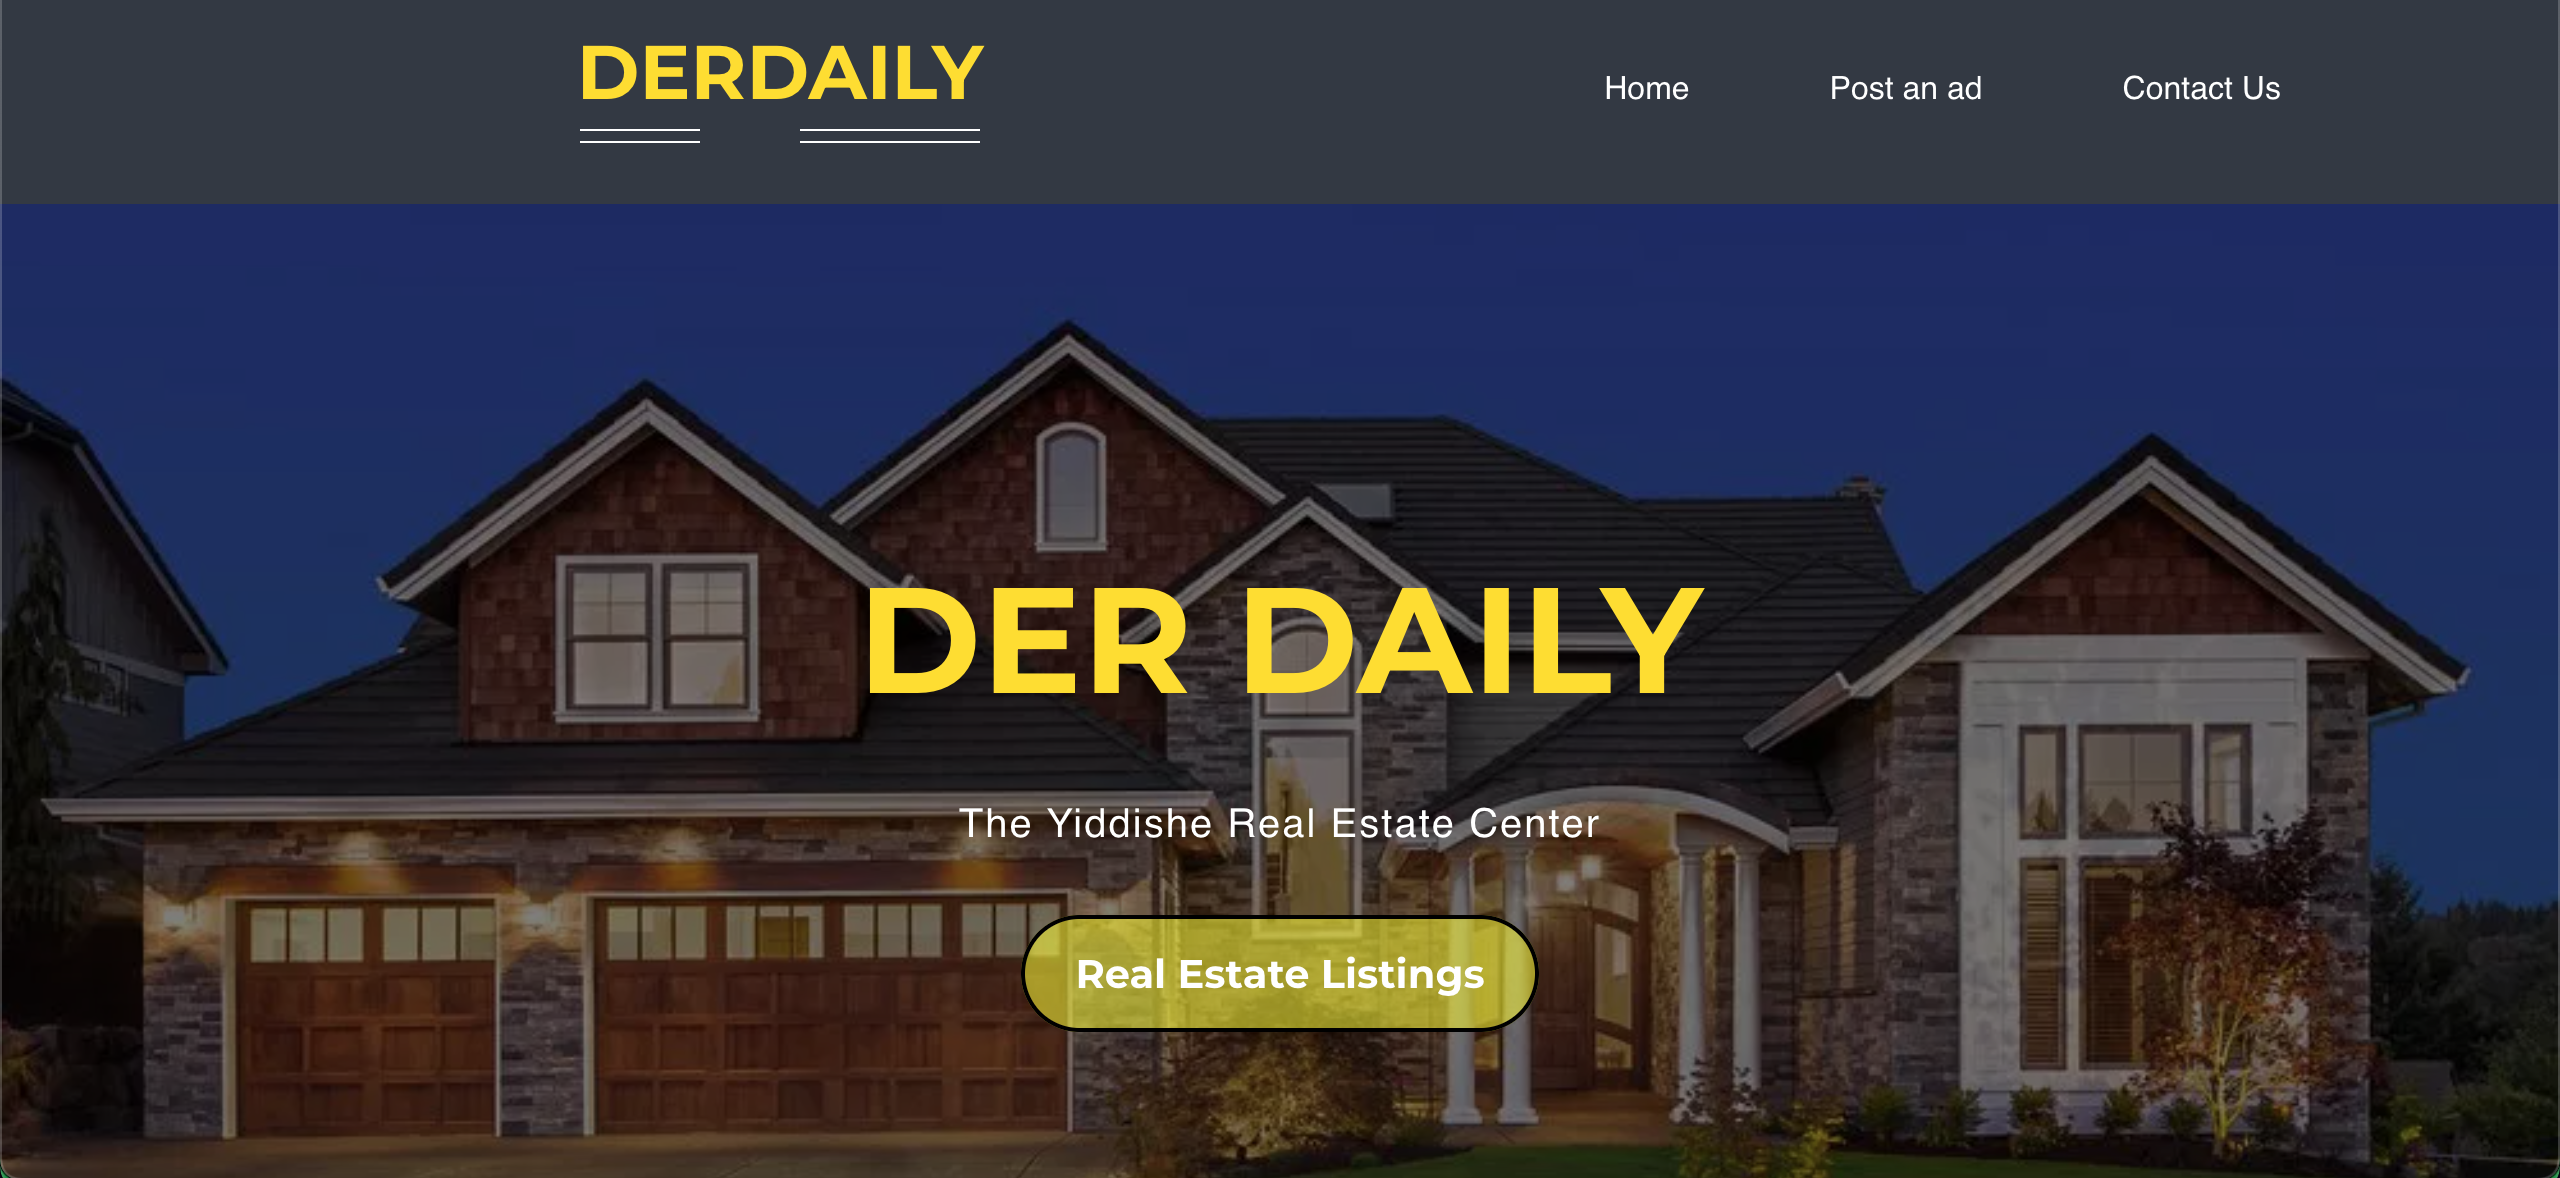 DERDAILY
Home Post an ad Contact Us
DER DAILY
The Yiddishe Real Estate Center
Real Estate Listings